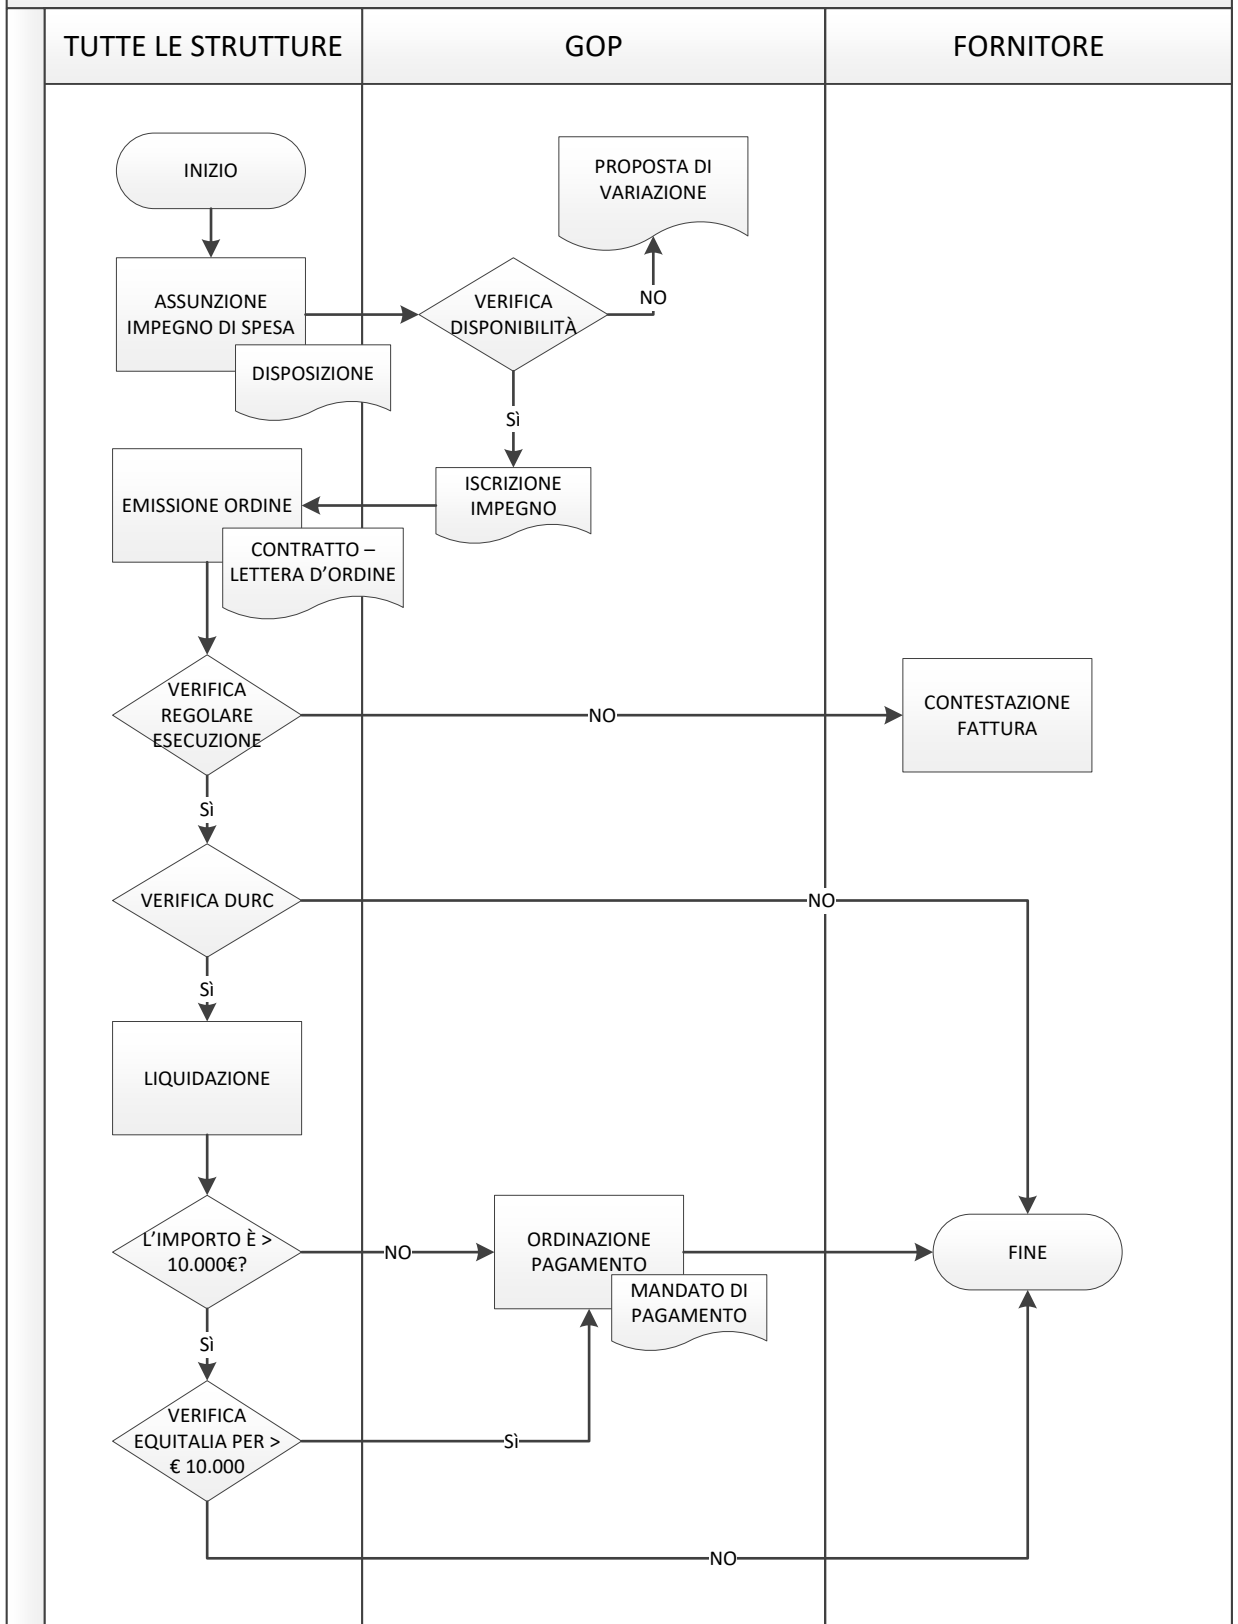 TUTTE LE STRUTTURE
GOP
FORNITORE
INIZIO
PROPOSTA DI
VARIAZIONE
ASSUNZIONE
IMPEGNO DI SPESA
VERIFICA
DISPONIBILITÀ
NO
DISPOSIZIONE
Sì
ISCRIZIONE
IMPEGNO
EMISSIONE ORDINE
CONTRATTO –
LETTERA D’ORDINE
VERIFICA
REGOLARE
ESECUZIONE
NO
CONTESTAZIONE
FATTURA
Sì
VERIFICA DURC
NO
Sì
LIQUIDAZIONE
L’IMPORTO È >
10.000€?
NO
ORDINAZIONE
PAGAMENTO
MANDATO DI
PAGAMENTO
FINE
Sì
VERIFICA
EQUITALIA PER >
€ 10.000
Sì
NO